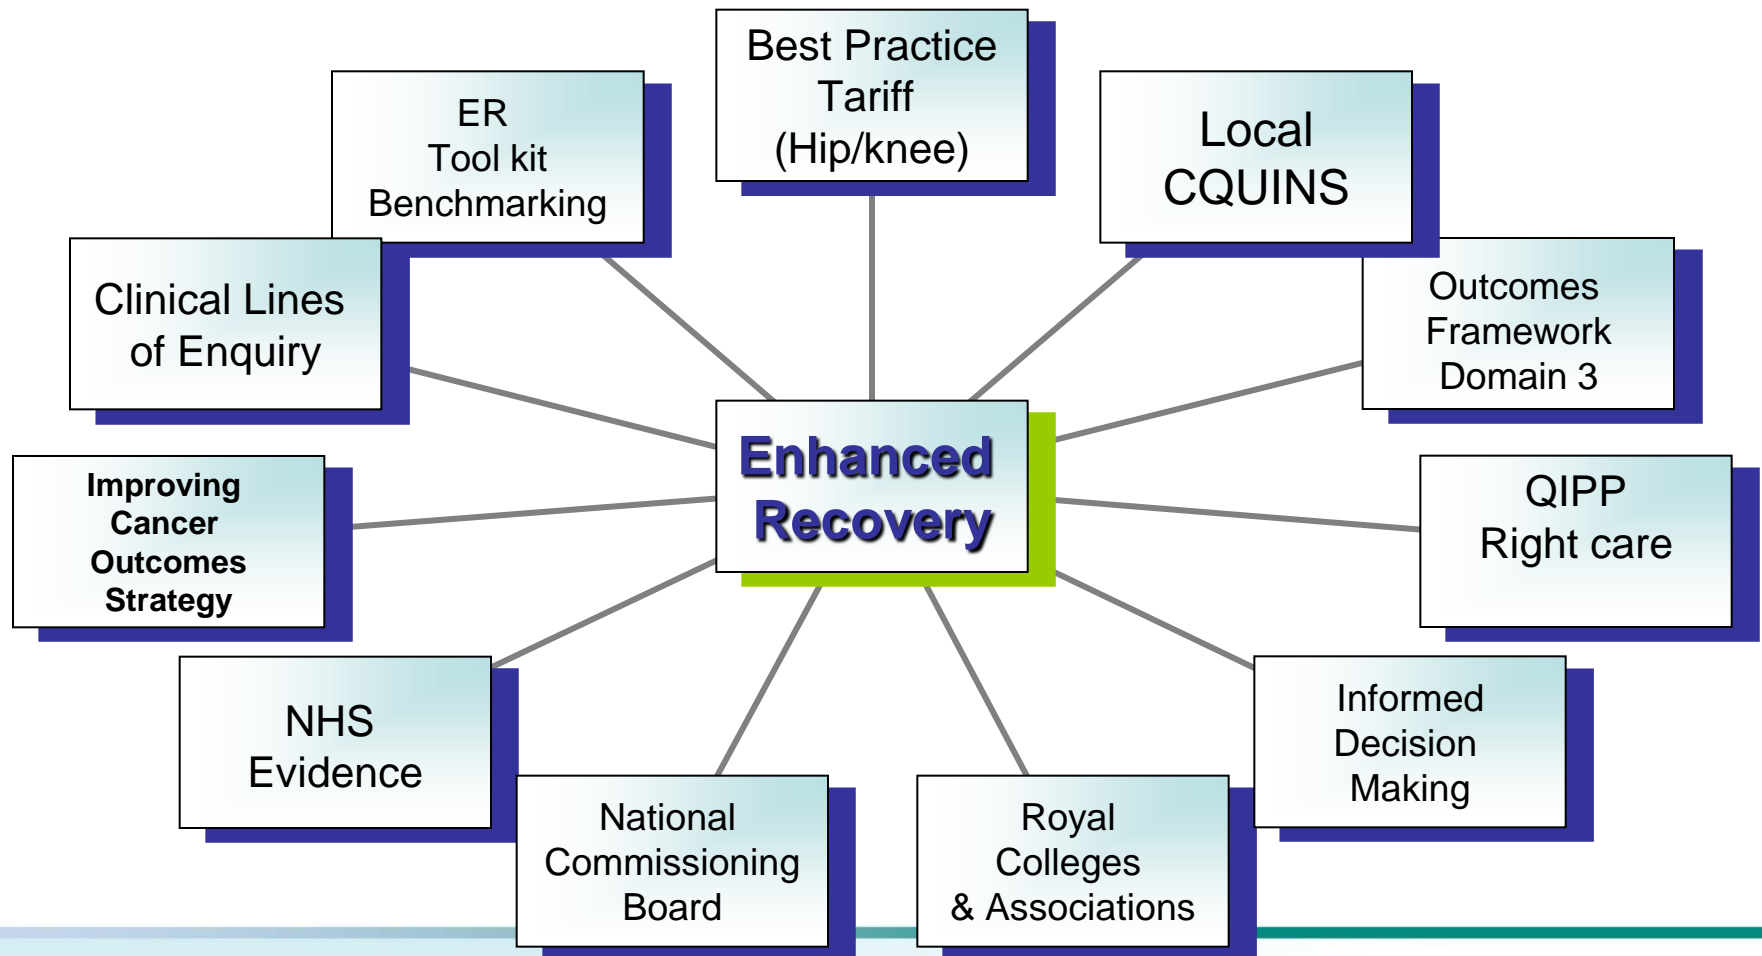 Best Practice
Tariff
(Hip/knee)
ER
Tool kit
Benchmarking
Local
CQUINS
Clinical Lines
of Enquiry
Outcomes
Framework
Domain 3
Enhanced
Recovery
Improving
Cancer
Outcomes
Strategy
QIPP
Right care
NHS
Evidence
Informed
Decision
Making
National
Commissioning
Board
Royal
Colleges
& Associations